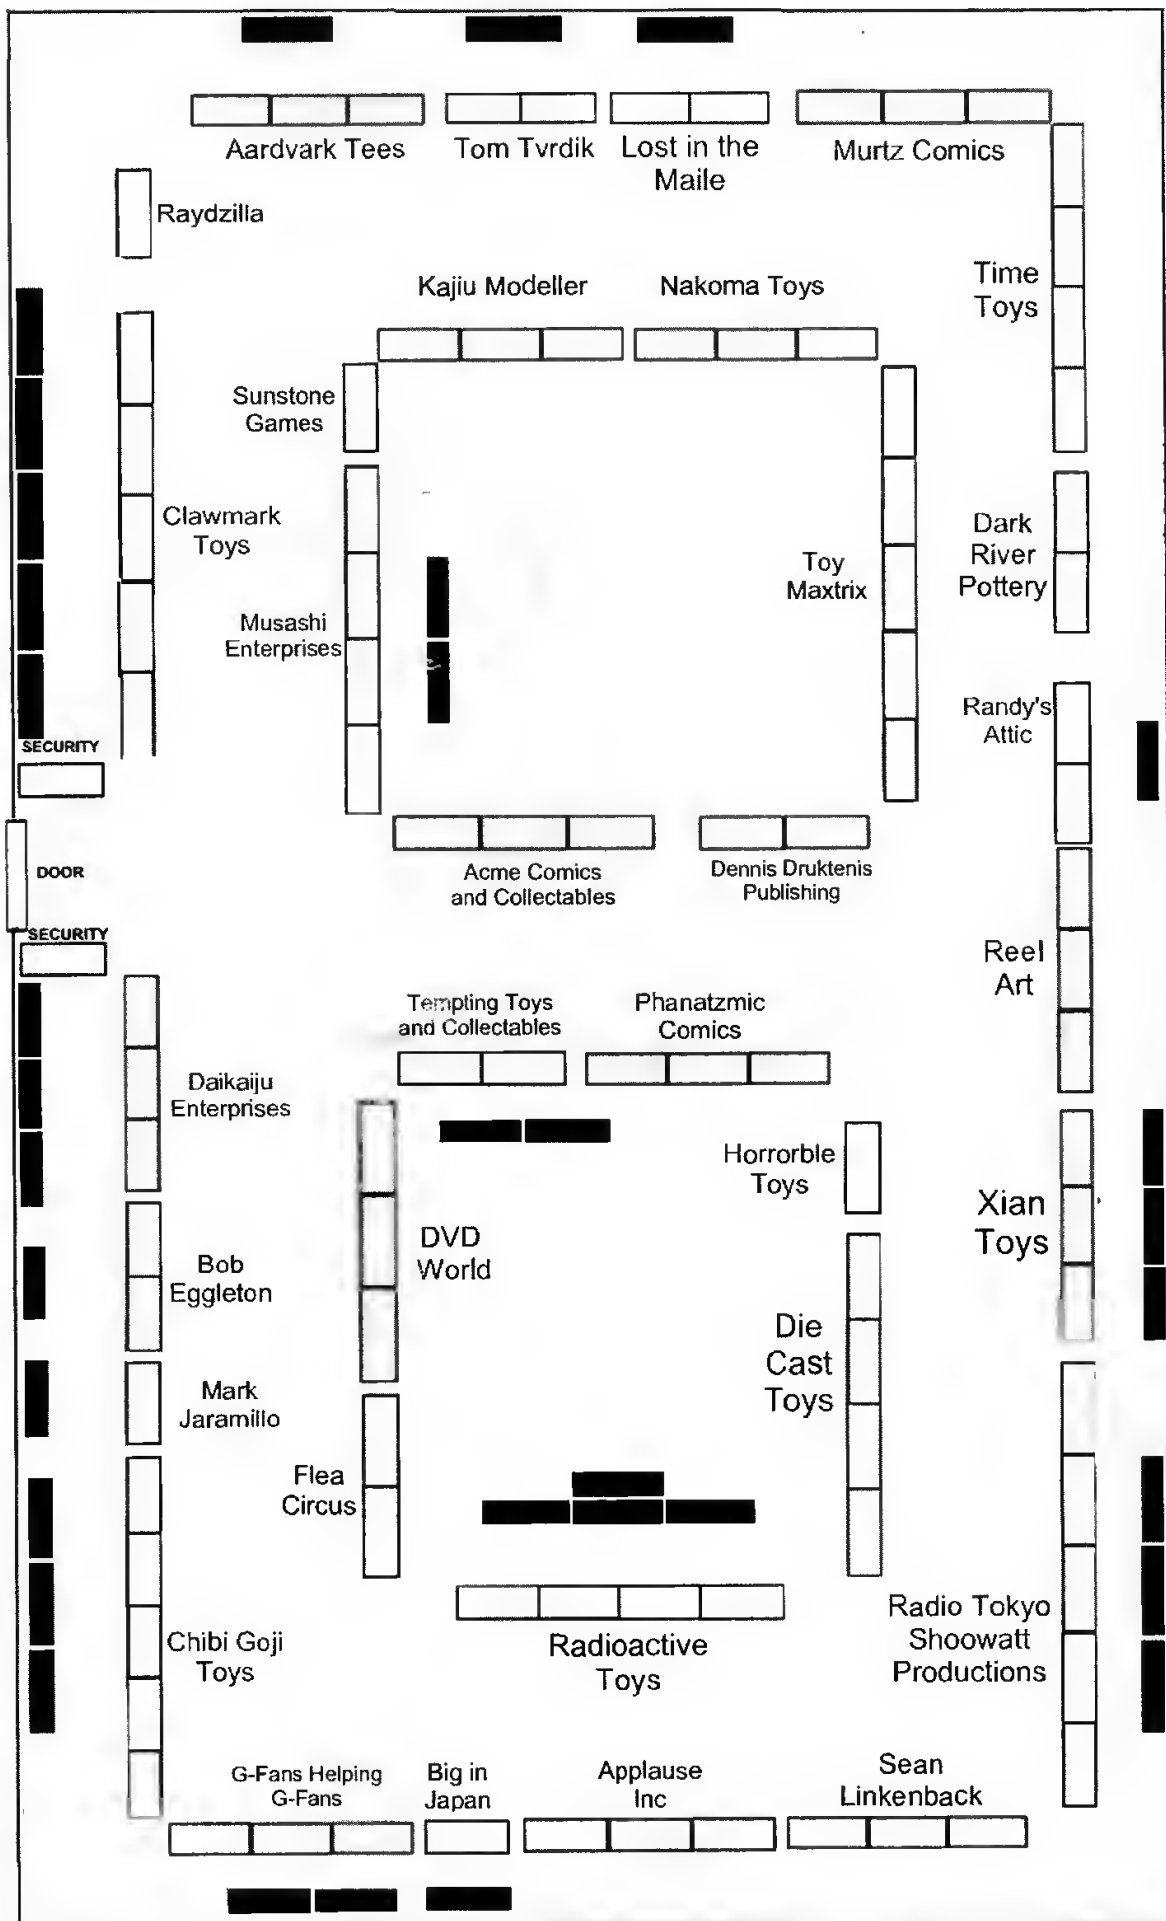 Aardvark Tees
Tom Tvrdik
Lost in the
Maile
Murtz Comics
Raydzilla
Time
Toys
Kajiu Modeller
Nakoma Toys
Sunstone
Games
Clawmark
Toys
Dark
River
Pottery
Toy
Maxtrix
Musashi
Enterprises
Randy's
Attic
SECURITY
DOOR
Acme Comics
and Collectables
Dennis Druktenis
Publishing
SECURITY
Reel
Art
Tempting Toys
and Collectables
Phanatzmic
Comics
Daikaiju
Enterprises
Horrorble
Toys
Xian
Toys
DVD
World
Bob
Eggleton
Die
Cast
Toys
Mark
Jaramillo
Flea
Circus
Radio Tokyo
Shoowatt
Productions
Chibi Goji
Toys
Radioactive
Toys
G-Fans Helping
G-Fans
Big in
Japan
Applause
Inc
Sean
Linkenback